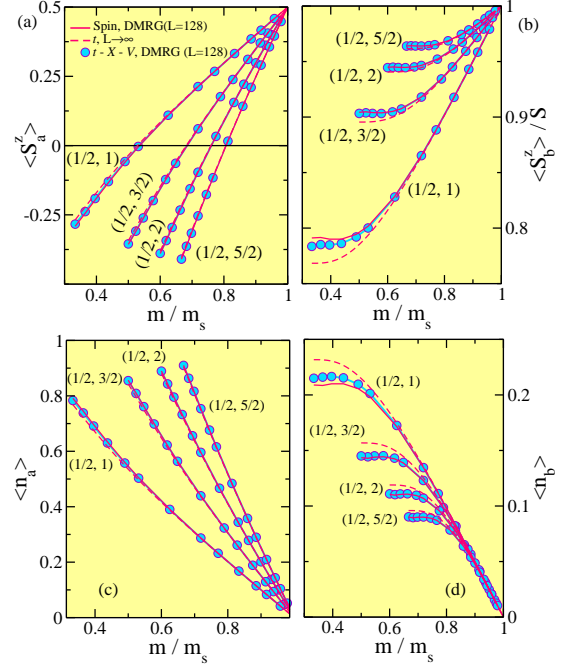 (a)
Spin, DMRG(L=128)
t, L→∞
t - X - V, DMRG (L=128)
0.5
0.25
0
-0.25
<S_a^z>
(1/2, 1)
(1/2, 3/2)
(1/2, 2)
(1/2, 5/2)
0.4 0.6 0.8 1
m / m_s
(b)
(1/2, 5/2)
(1/2, 2)
(1/2, 3/2)
(1/2, 1)
1
0.9
0.8
<S_b^z> / S
0.4 0.6 0.8 1
m / m_s
1
0.8
0.6
0.4
0.2
0
<n_a>
(1/2, 2)
(1/2, 3/2)
(1/2, 5/2)
(1/2, 1)
(c)
0.4 0.6 0.8
m / m_s
(1/2, 1)
(1/2, 3/2)
(1/2, 2)
(1/2, 5/2)
(d)
0.2
0.1
0
<n_b>
0.4 0.6 0.8 1
m / m_s